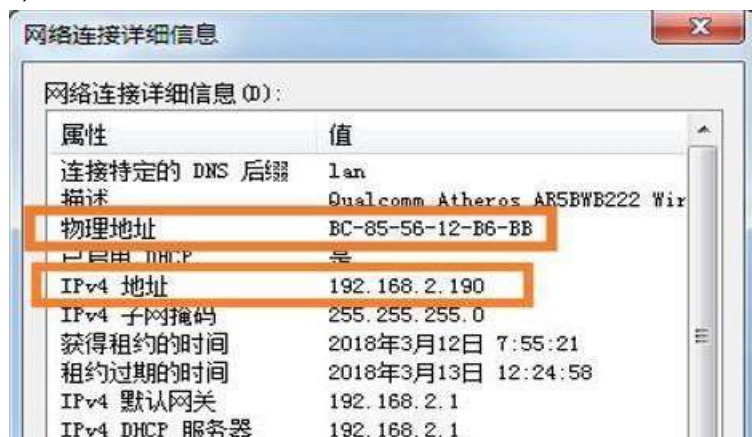 网络连接详细信息
网络连接详细信息(D):
属性 值
连接特定的 DNS 后缀 lan
描述 Qualcomm Atheros AR5BWB222 Wir
物理地址 BC-85-56-12-B6-BB
已启用 DHCP 是
IPv4 地址 192.168.2.190
IPv4 子网掩码 255.255.255.0
获得租约的时间 2018年3月12日 7:55:21
租约过期的时间 2018年3月13日 12:24:58
IPv4 默认网关 192.168.2.1
IPv4 DHCP 服务器 192.168.2.1